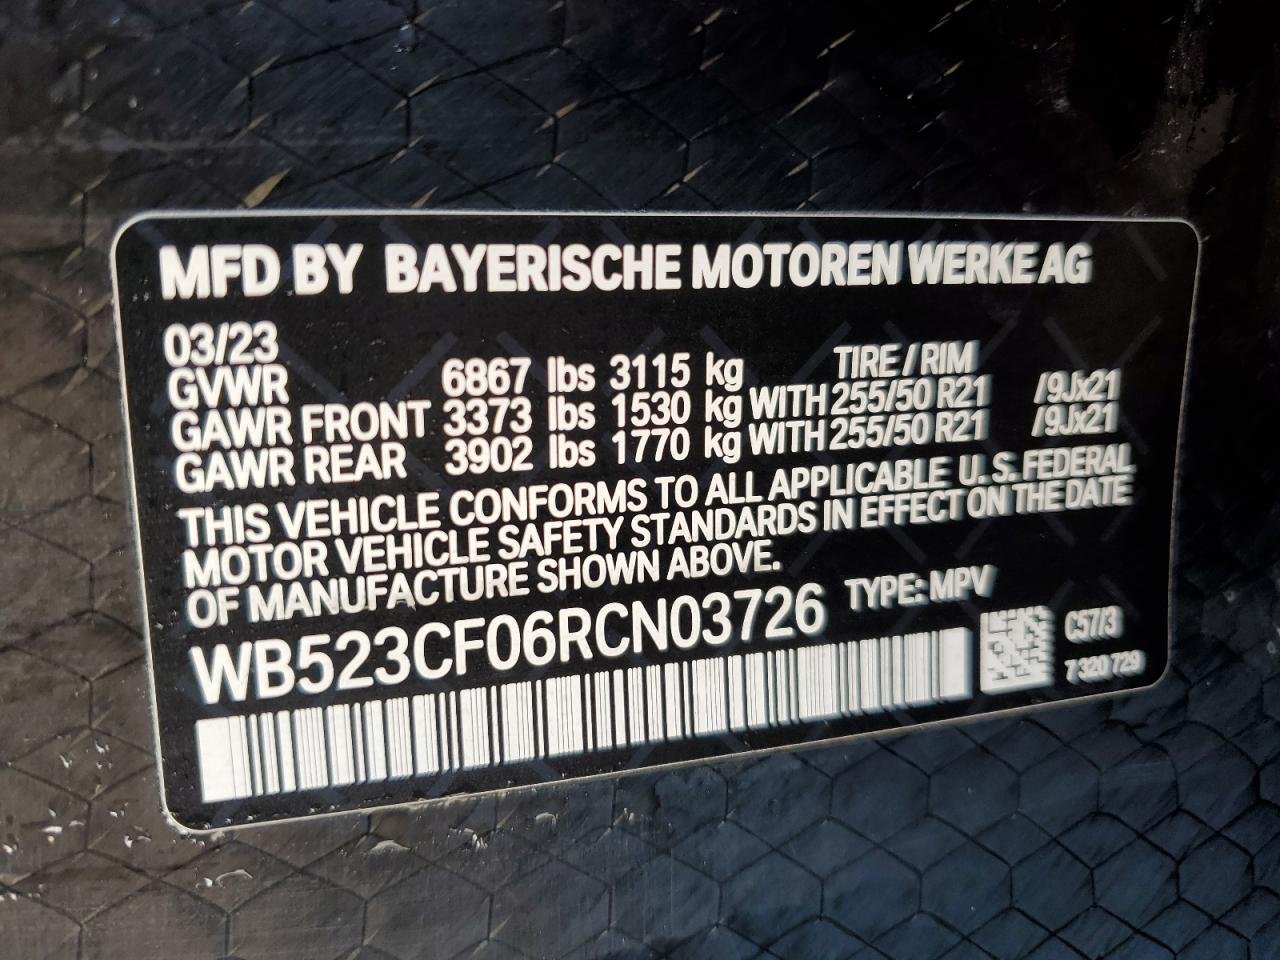 MFD BY BAYERISCHE MOTOREN WERKE AG
03/23
TIRE / RIM
GVWR 6867 lbs 3115 kg
GAWR FRONT 3373 lbs 1530 kg WITH 255/50 R21 /9Jx21
GAWR REAR 3902 lbs 1770 kg WITH 255/50 R21 /9Jx21
THIS VEHICLE CONFORMS TO ALL APPLICABLE U.S. FEDERAL
MOTOR VEHICLE SAFETY STANDARDS IN EFFECT ON THE DATE
OF MANUFACTURE SHOWN ABOVE.
WB523CF06RCN03726 TYPE: MPV
C57/3
7 320 729